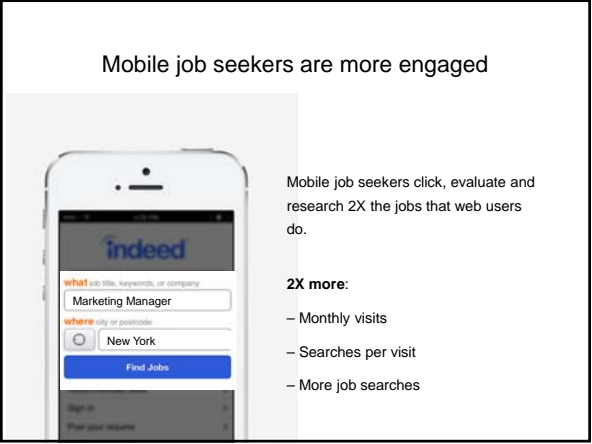 Mobile job seekers are more engaged
indeed
what job title, keywords, or company
Marketing Manager
where city or postcode
New York
Find Jobs
Sign in
Post your resume
Mobile job seekers click, evaluate and
research 2X the jobs that web users
do.
2X more:
– Monthly visits
– Searches per visit
– More job searches